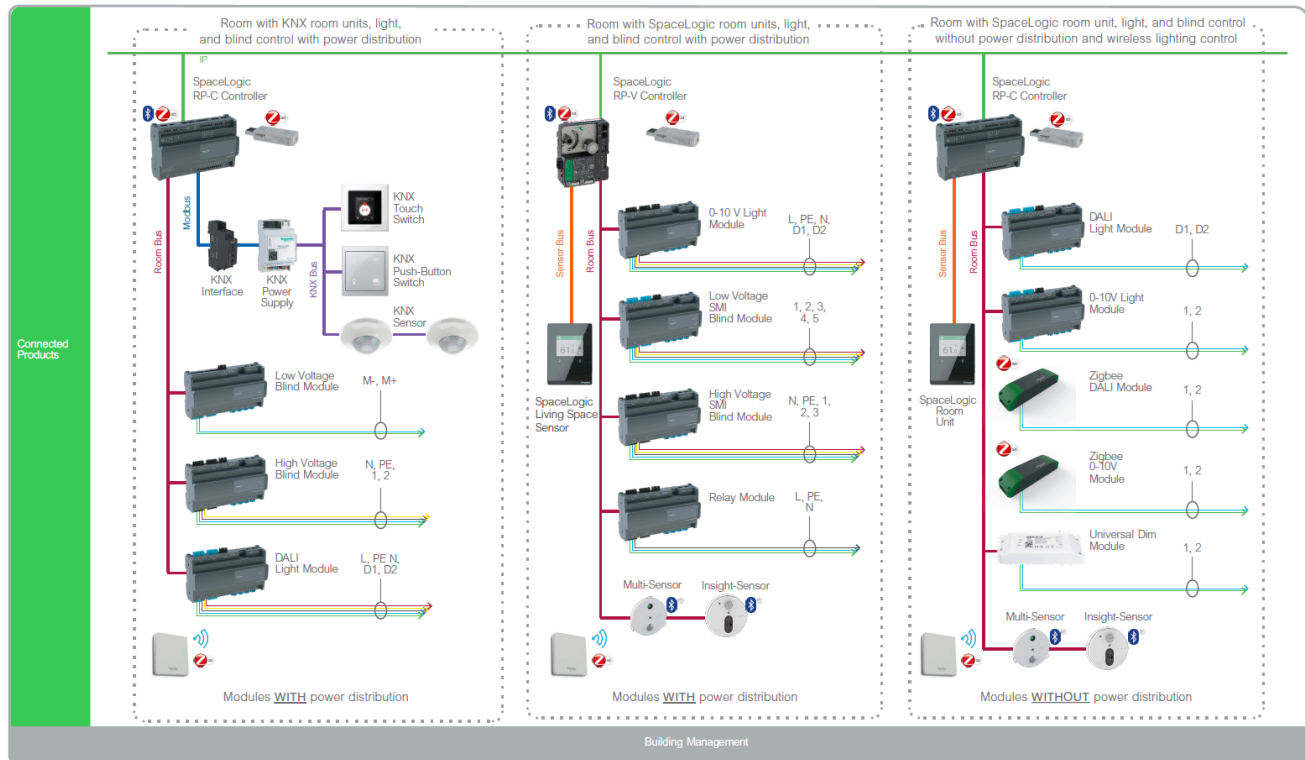 Connected
Products
Room with KNX room units, light,
and blind control with power distribution
IP
SpaceLogic
RP-C Controller
Room Bus
Modbus
KNX
Interface
KNX
Power
Supply
KNX Bus
KNX
Touch
Switch
KNX
Push-Button
Switch
KNX
Sensor
Low Voltage
Blind Module
M-, M+
High Voltage
Blind Module
N, PE,
1, 2
DALI
Light Module
L, PE N,
D1, D2
Modules WITH power distribution
Room with SpaceLogic room units, light,
and blind control with power distribution
SpaceLogic
RP-V Controller
Sensor Bus
Room Bus
0-10 V Light
Module
L, PE, N,
D1, D2
Low Voltage
SMI
Blind Module
1, 2, 3,
4, 5
SpaceLogic
Living Space
Sensor
High Voltage
SMI
Blind Module
N, PE, 1,
2, 3
Relay Module
L, PE,
N
Multi-Sensor
Insight-Sensor
Modules WITH power distribution
Room with SpaceLogic room unit, light, and blind control
without power distribution and wireless lighting control
SpaceLogic
RP-C Controller
Sensor Bus
Room Bus
DALI
Light Module
D1, D2
0-10V Light
Module
1, 2
SpaceLogic
Room
Unit
Zigbee
DALI Module
1, 2
Zigbee
0-10V
Module
1, 2
Universal Dim
Module
1, 2
Multi-Sensor
Insight-Sensor
Modules WITHOUT power distribution
Building Management